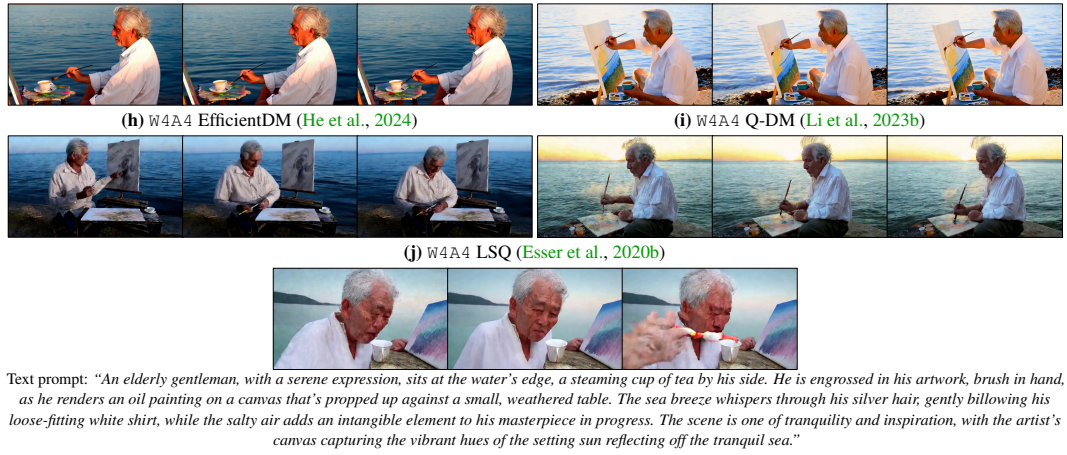 (h) W4A4 EfficientDM (He et al., 2024)
(i) W4A4 Q-DM (Li et al., 2023b)
(j) W4A4 LSQ (Esser et al., 2020b)
Text prompt: “An elderly gentleman, with a serene expression, sits at the water’s edge, a steaming cup of tea by his side. He is engrossed in his artwork, brush in hand,
as he renders an oil painting on a canvas that’s propped up against a small, weathered table. The sea breeze whispers through his silver hair, gently billowing his
loose-fitting white shirt, while the salty air adds an intangible element to his masterpiece in progress. The scene is one of tranquility and inspiration, with the artist’s
canvas capturing the vibrant hues of the setting sun reflecting off the tranquil sea.”